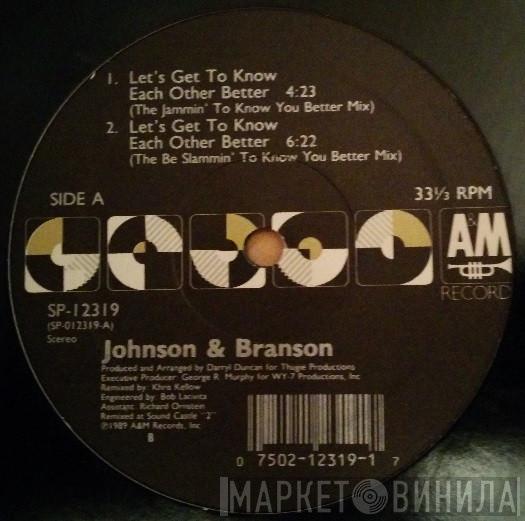 1. Let's Get To Know
Each Other Better 4:23
(The Jammin' To Know You Better Mix)
2. Let's Get To Know
Each Other Better 6:22
(The Be Slammin' To Know You Better Mix)
SIDE A
33⅓ RPM
A&M
RECORD
SP-12319
(SP-012319-A)
Stereo
Johnson & Branson
Produced and Arranged by Darryl Duncan for Thugie Productions
Executive Producer: George R. Murphy for WY-7 Productions, Inc
Remixed by: Khris Kellow
Engineered by: Bob Lacivita
Assistant: Richard Ornstein
Remixed at Sound Castle "2"
℗1989 A&M Records, Inc
B
0 7502-12319-1 7
МАРКЕТ ВИНИЛА